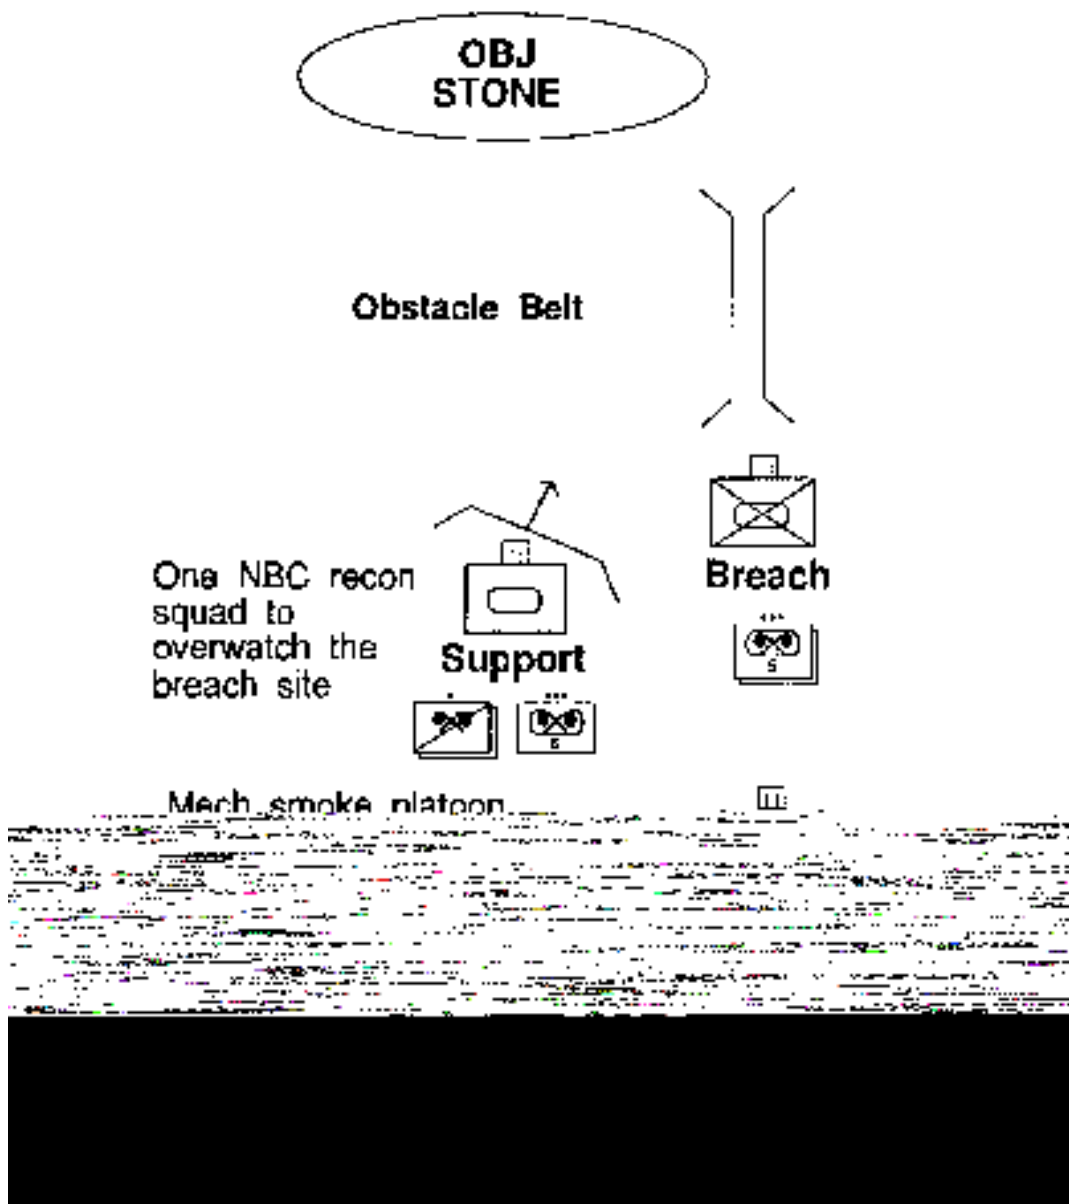 OBJ
STONE
Obstacle Belt
One NBC recon
squad to
overwatch the
breach site
Breach
Support
S
S
Mech smoke platoon